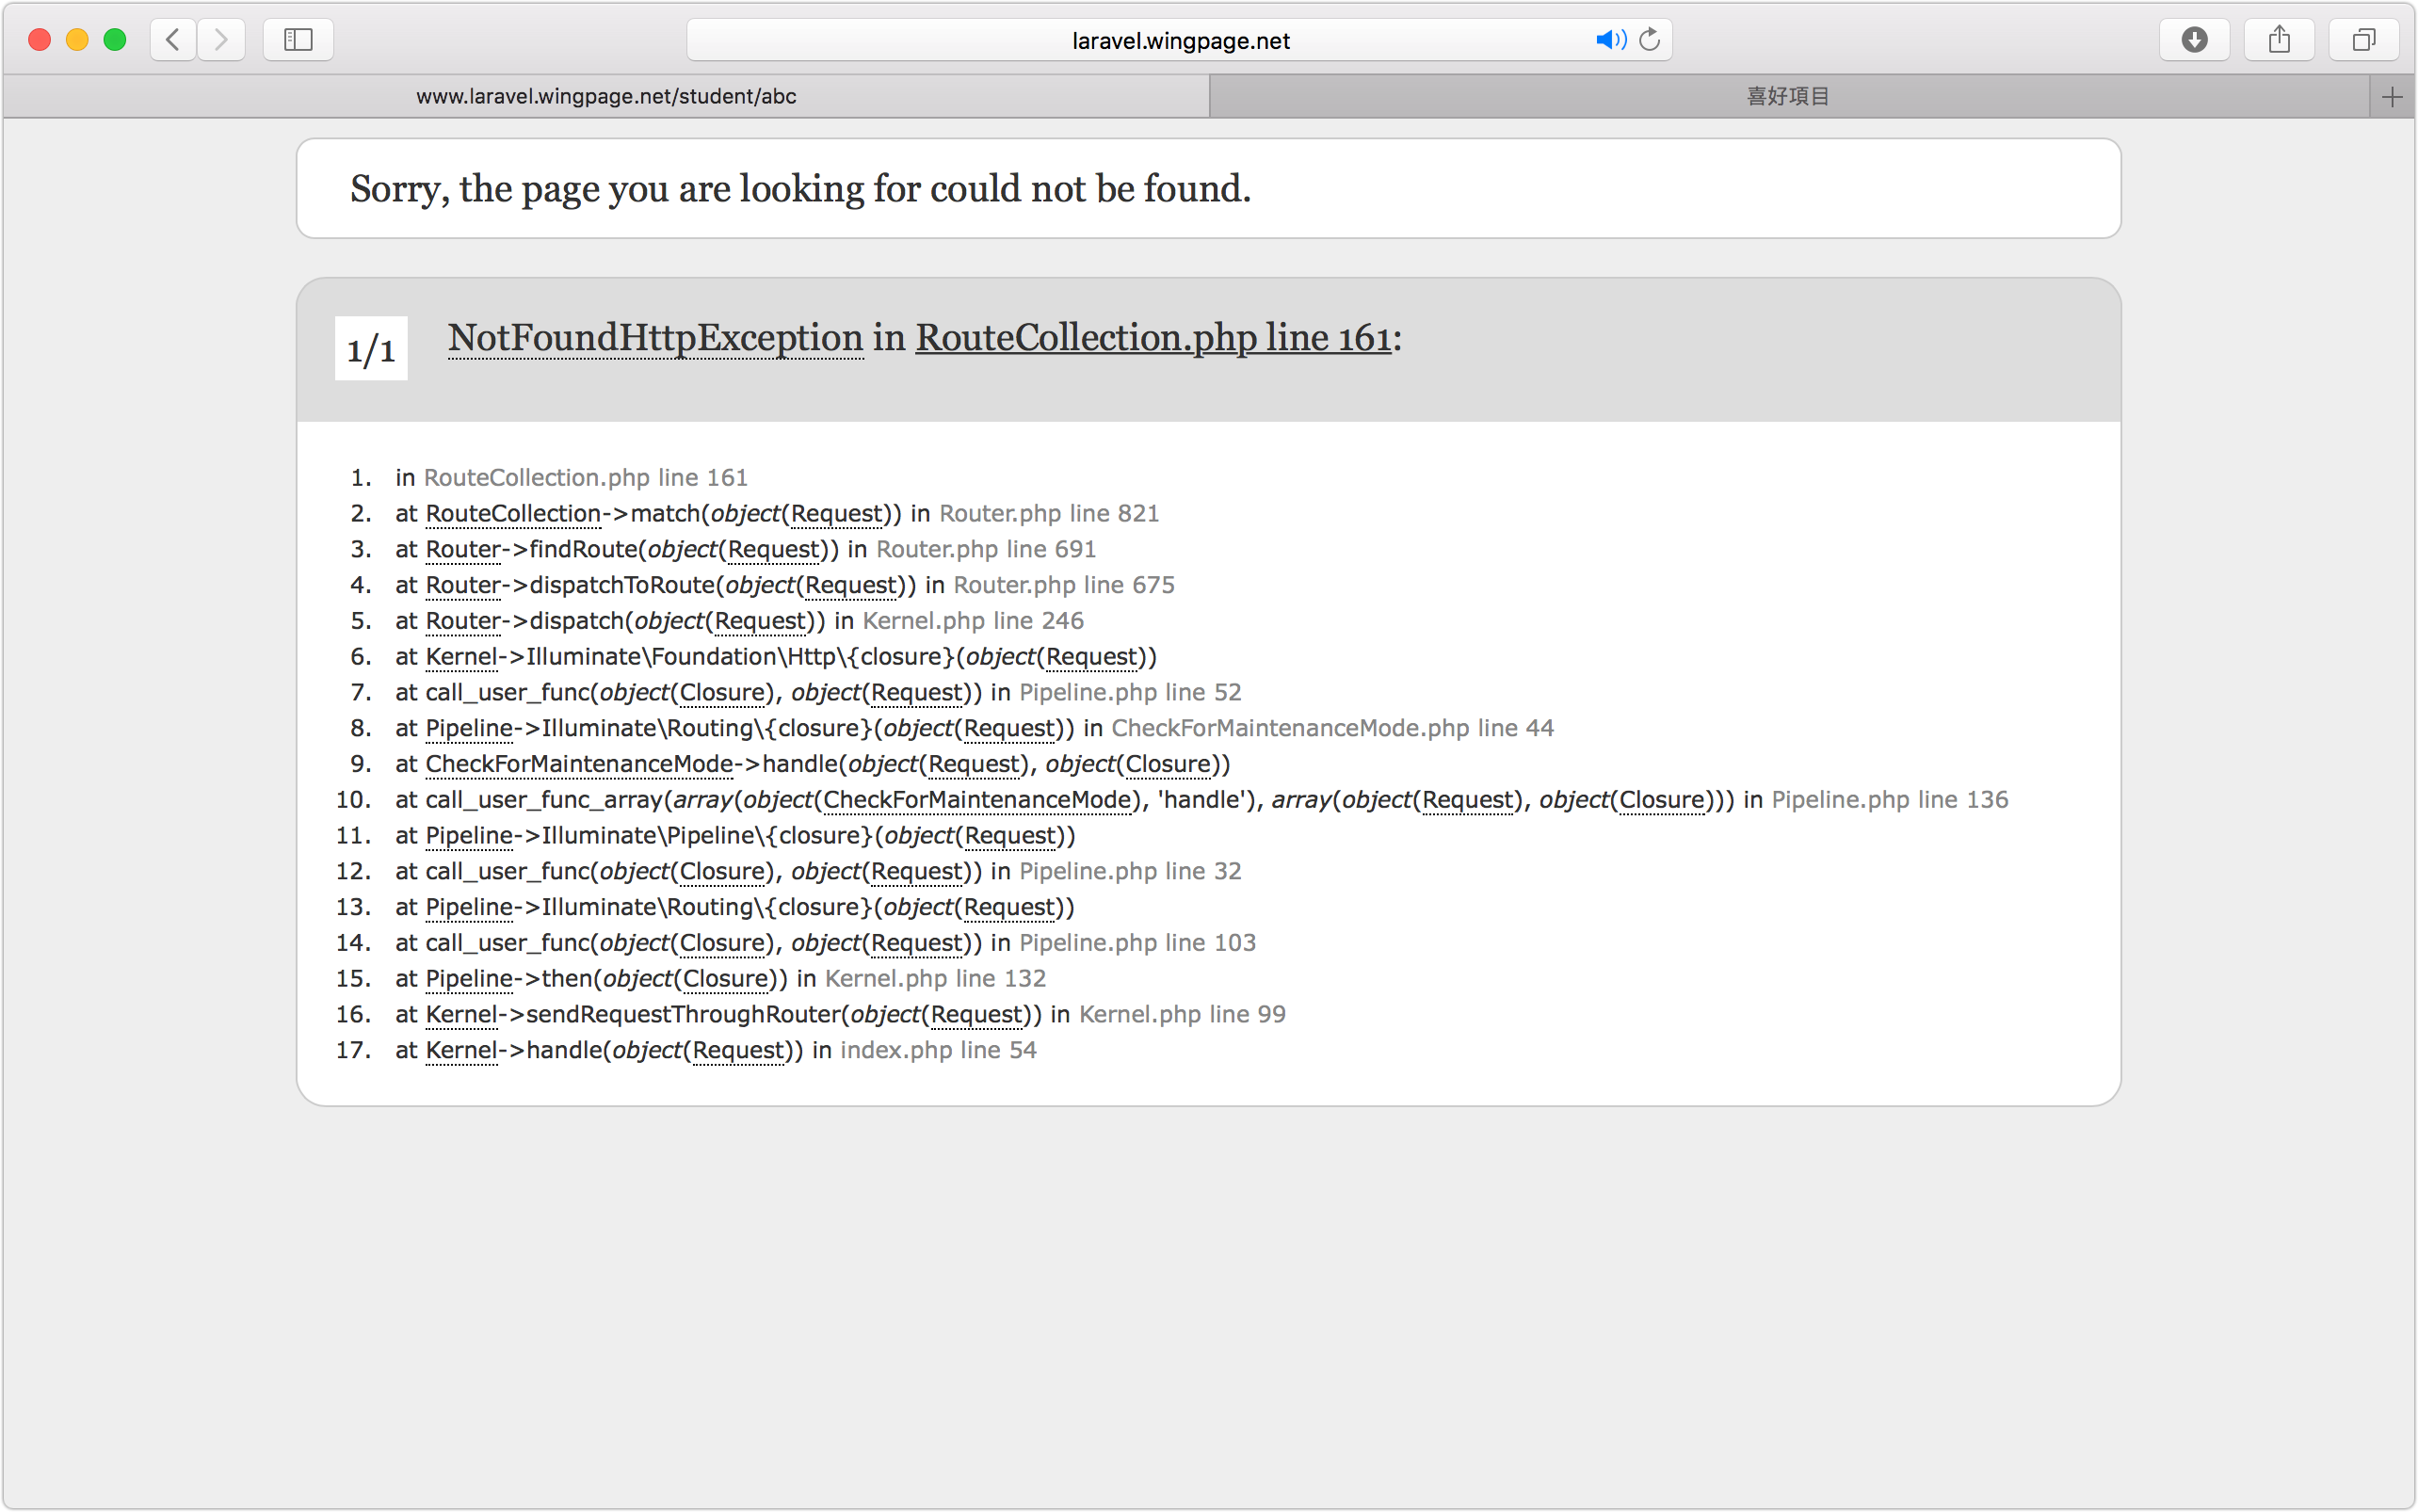 laravel.wingpage.net
www.laravel.wingpage.net/student/abc
喜好項目
Sorry, the page you are looking for could not be found.
1/1 NotFoundHttpException in RouteCollection.php line 161:
1. in RouteCollection.php line 161
2. at RouteCollection->match(object(Request)) in Router.php line 821
3. at Router->findRoute(object(Request)) in Router.php line 691
4. at Router->dispatchToRoute(object(Request)) in Router.php line 675
5. at Router->dispatch(object(Request)) in Kernel.php line 246
6. at Kernel->Illuminate\Foundation\Http\{closure}(object(Request))
7. at call_user_func(object(Closure), object(Request)) in Pipeline.php line 52
8. at Pipeline->Illuminate\Routing\{closure}(object(Request)) in CheckForMaintenanceMode.php line 44
9. at CheckForMaintenanceMode->handle(object(Request), object(Closure))
10. at call_user_func_array(array(object(CheckForMaintenanceMode), 'handle'), array(object(Request), object(Closure))) in Pipeline.php line 136
11. at Pipeline->Illuminate\Pipeline\{closure}(object(Request))
12. at call_user_func(object(Closure), object(Request)) in Pipeline.php line 32
13. at Pipeline->Illuminate\Routing\{closure}(object(Request))
14. at call_user_func(object(Closure), object(Request)) in Pipeline.php line 103
15. at Pipeline->then(object(Closure)) in Kernel.php line 132
16. at Kernel->sendRequestThroughRouter(object(Request)) in Kernel.php line 99
17. at Kernel->handle(object(Request)) in index.php line 54